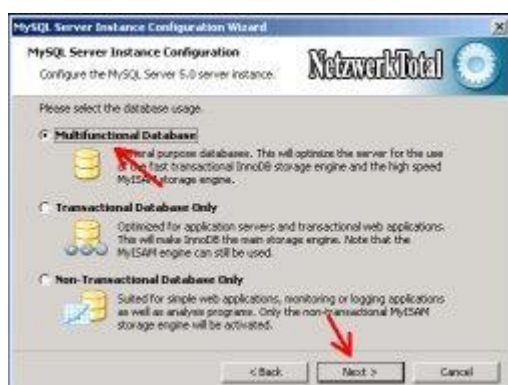 MySQL Server Instance Configuration Wizard
MySQL Server Instance Configuration
Configure the MySQL Server 5.0 server instance.
NetzwerkTotal
Please select the database usage.
Multifunctional Database
General purpose databases. This will optimize the server for the use
of the fast transactional InnoDB storage engine and the high speed
MyISAM storage engine.
Transactional Database Only
Optimized for application servers and transactional web applications.
This will make InnoDB the main storage engine. Note that the
MyISAM engine can still be used.
Non-Transactional Database Only
Suited for simple web applications, monitoring or logging applications
as well as analysis programs. Only the non-transactional MyISAM
storage engine will be activated.
< Back
Next >
Cancel